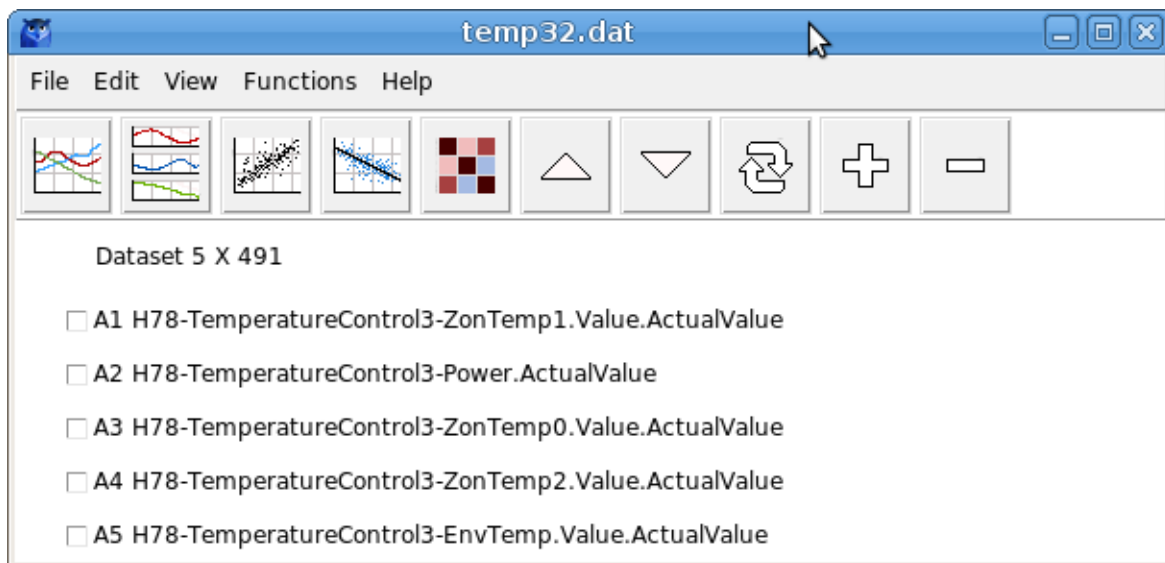 temp32.dat
File Edit View Functions Help
Dataset 5 X 491
A1 H78-TemperatureControl3-ZonTemp1.Value.ActualValue
A2 H78-TemperatureControl3-Power.ActualValue
A3 H78-TemperatureControl3-ZonTemp0.Value.ActualValue
A4 H78-TemperatureControl3-ZonTemp2.Value.ActualValue
A5 H78-TemperatureControl3-EnvTemp.Value.ActualValue